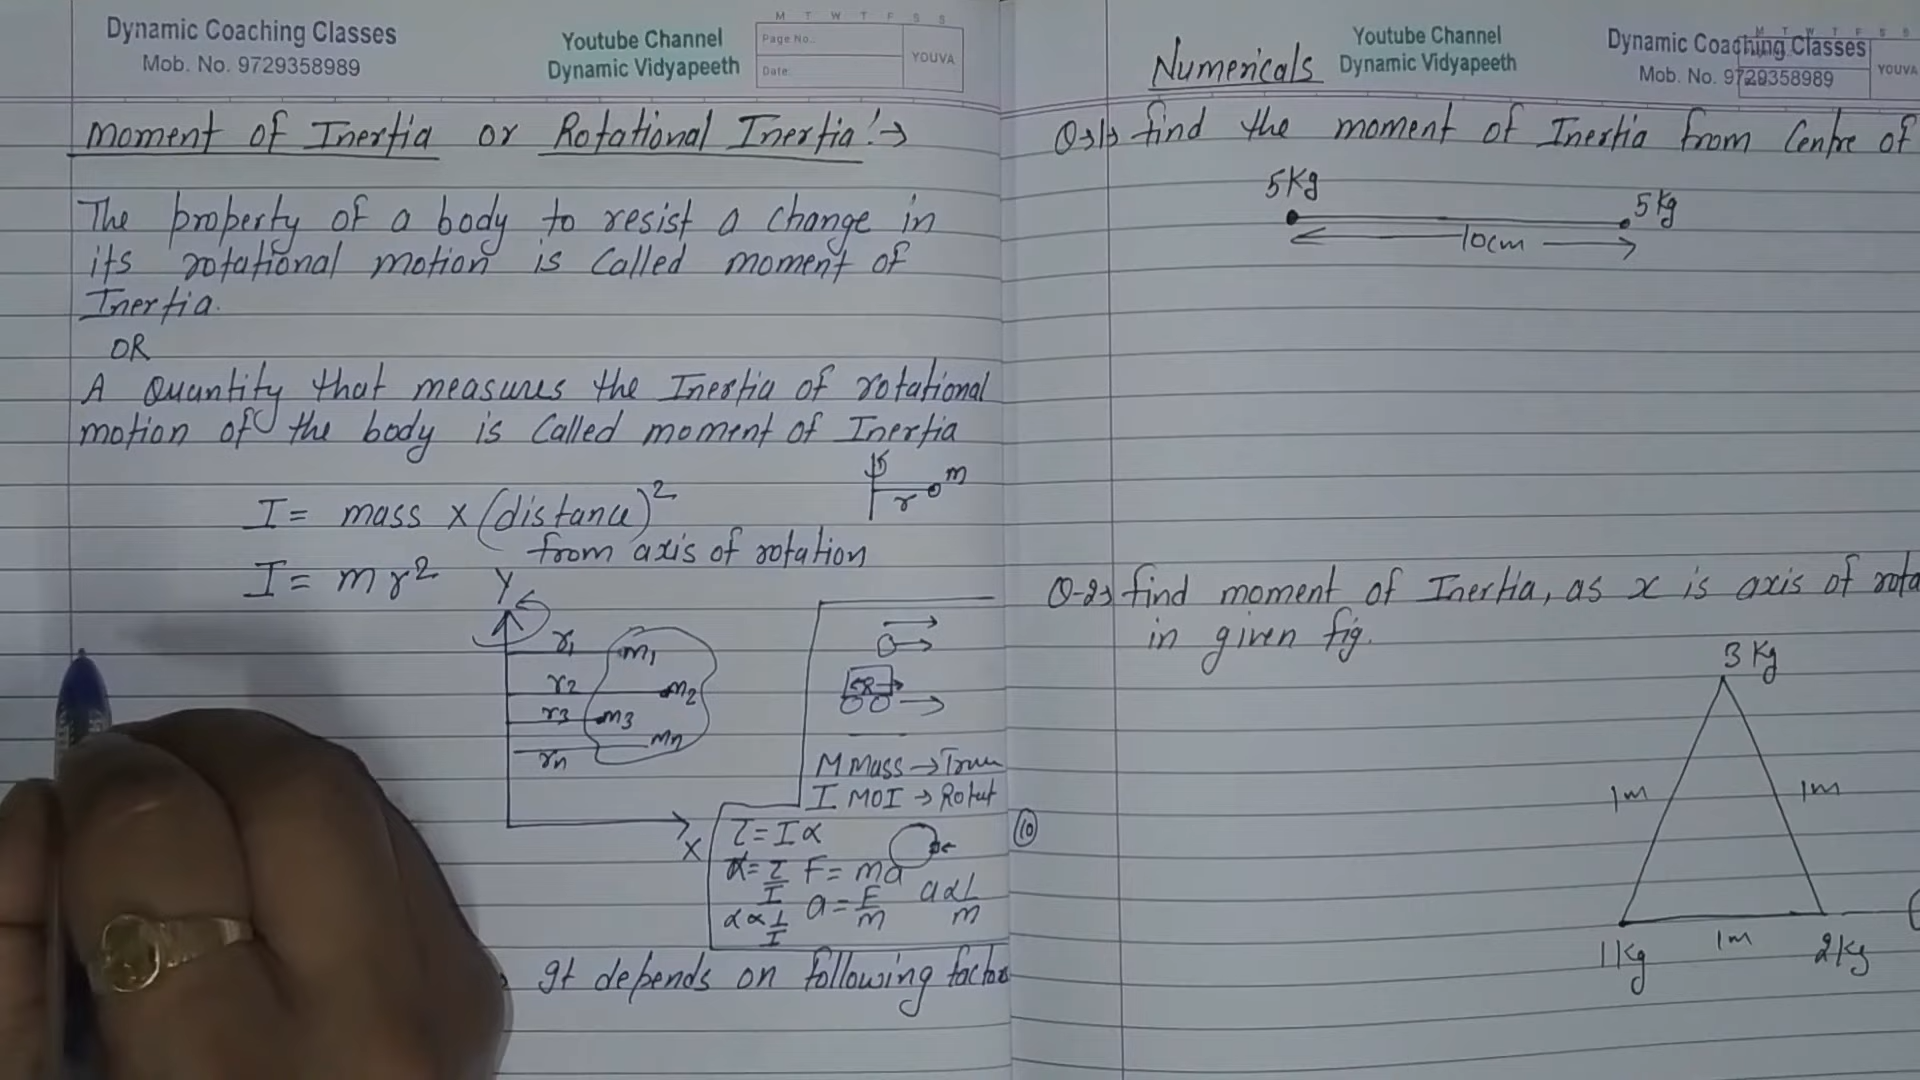 Dynamic Coaching Classes
Mob. No. 9729358989
Youtube Channel
Dynamic Vidyapeeth
M T W T F S S
Page No.:
Date:
YOUVA
Moment of Inertia or Rotational Inertia:→
The property of a body to resist a change in
its rotational motion is called moment of
Inertia.
OR
A Quantity that measures the Inertia of rotational
motion of the body is called moment of Inertia
I = mass x (distance)²
from axis of rotation
I = mr²
r
m
Y
r1 m1
r2 m2
r3 m3
rn mn
X
M Mass →
I MOI → Rotat
τ = Iα
α = τ/I F = ma
α ∝ 1/I a = F/m a ∝ 1/m
It depends on following factor
Numericals
Youtube Channel
Dynamic Vidyapeeth
Dynamic Coaching Classes
Mob. No. 9729358989
YOUVA
Q→1→ find the moment of Inertia from Centre of
5Kg
5Kg
10cm
Q-2→ find moment of Inertia, as x is axis of rota
in given fig.
3 Kg
1m
1m
1Kg
1m
2Kg
10